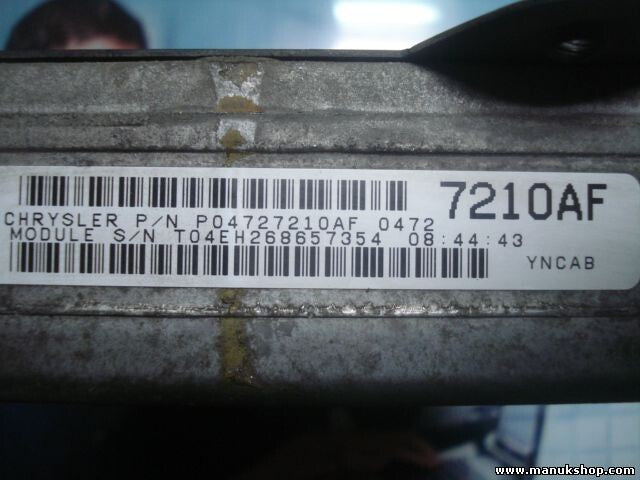 7210AF
CHRYSLER P/N P04727210AF 0472
MODULE S/N T04EH268657354 08:44:43
YNCAB
www.manukshop.com